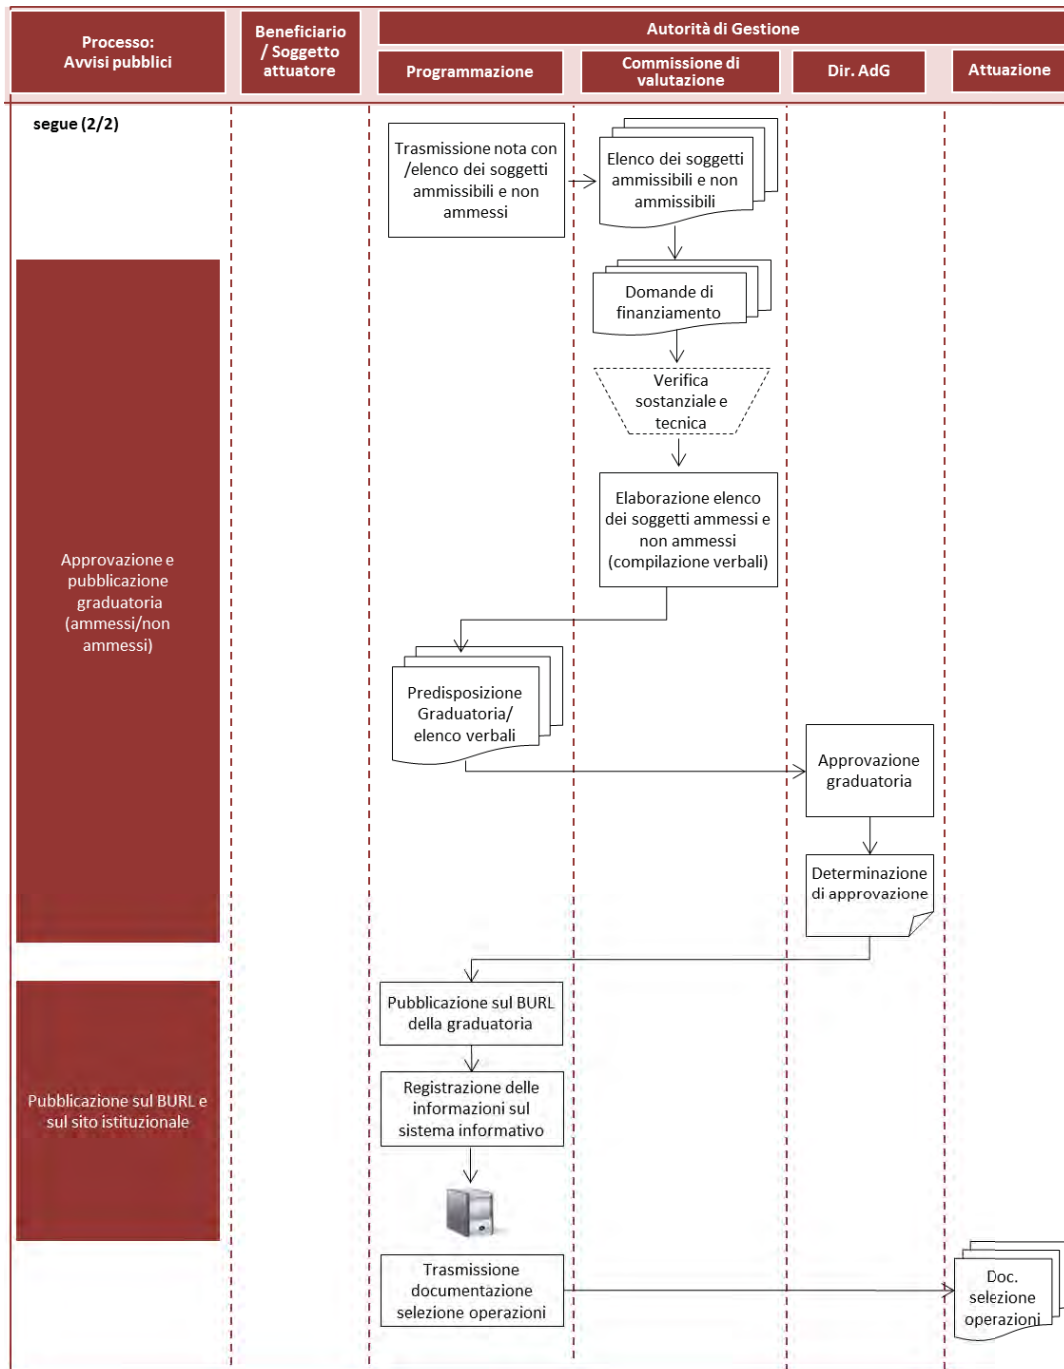 Processo:
Avvisi pubblici
Beneficiario
/ Soggetto
attuatore
Autorità di Gestione
Programmazione
Commissione di
valutazione
Dir. AdG
Attuazione
segue (2/2)
Trasmissione nota con
/elenco dei soggetti
ammissibili e non
ammessi
Elenco dei soggetti
ammissibili e non
ammissibili
Domande di
finanziamento
Verifica
sostanziale e
tecnica
Elaborazione elenco
dei soggetti ammessi e
non ammessi
(compilazione verbali)
Approvazione e
pubblicazione
graduatoria
(ammessi/non
ammessi)
Predisposizione
Graduatoria/
elenco verbali
Approvazione
graduatoria
Determinazione
di approvazione
Pubblicazione sul BURL
della graduatoria
Pubblicazione sul BURL e
sul sito istituzionale
Registrazione delle
informazioni sul
sistema informativo
Trasmissione
documentazione
selezione operazioni
Doc.
selezione
operazioni